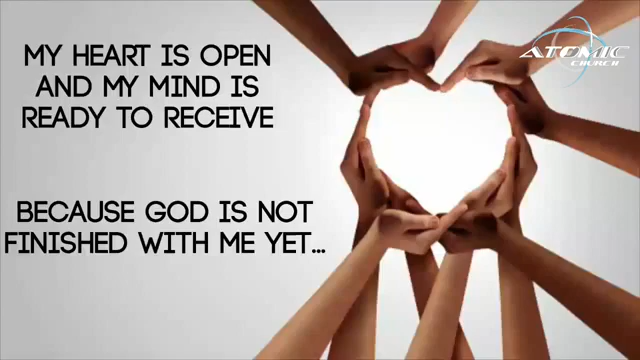 MY HEART IS OPEN
AND MY MIND IS
READY TO RECEIVE
BECAUSE GOD IS NOT
FINISHED WITH ME YET...
ATOMIC
CHURCH